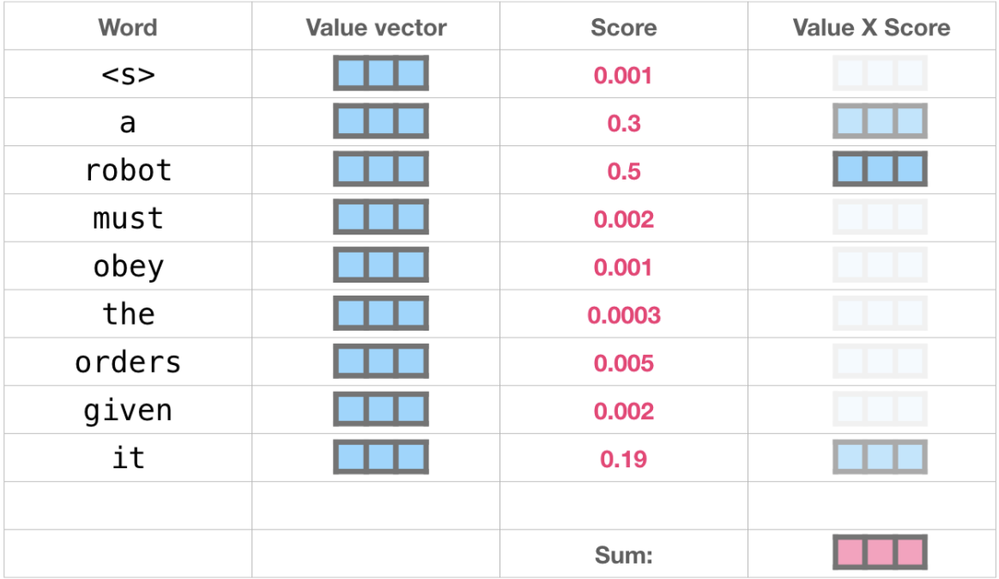 Word Value vector Score Value X Score
<s> 0.001
a 0.3
robot 0.5
must 0.002
obey 0.001
the 0.0003
orders 0.005
given 0.002
it 0.19
Sum: